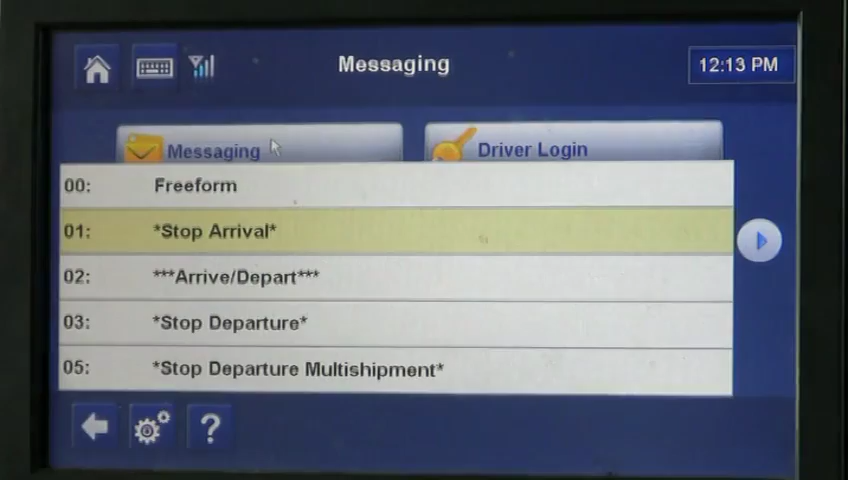 Messaging
12:13 PM
Messaging
Driver Login
00: Freeform
01: *Stop Arrival*
02: ***Arrive/Depart***
03: *Stop Departure*
05: *Stop Departure Multishipment*
?